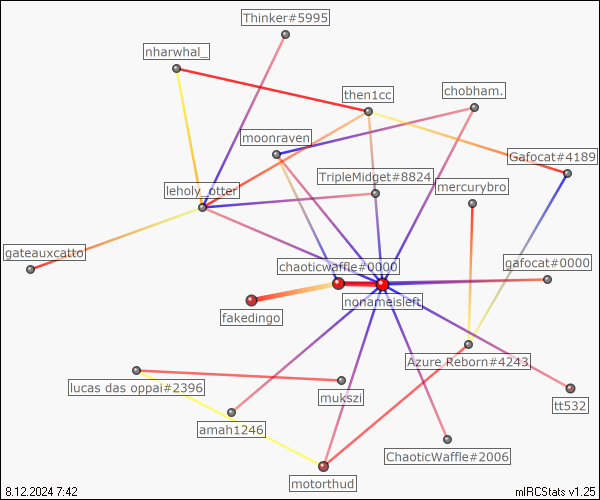 Thinker#5995
nharwhal_
then1cc
chobham.
moonraven
Gafocat#4189
TripleMidget#8824
leholy_otter
mercurybro
gateauxcatto
chaoticwaffle#0000
gafocat#0000
nonameisleft
fakedingo
Azure Reborn#4243
lucas das oppai#2396
mukszi
tt532
amah1246
ChaoticWaffle#2006
motorthud
8.12.2024 7:42
mIRCStats v1.25